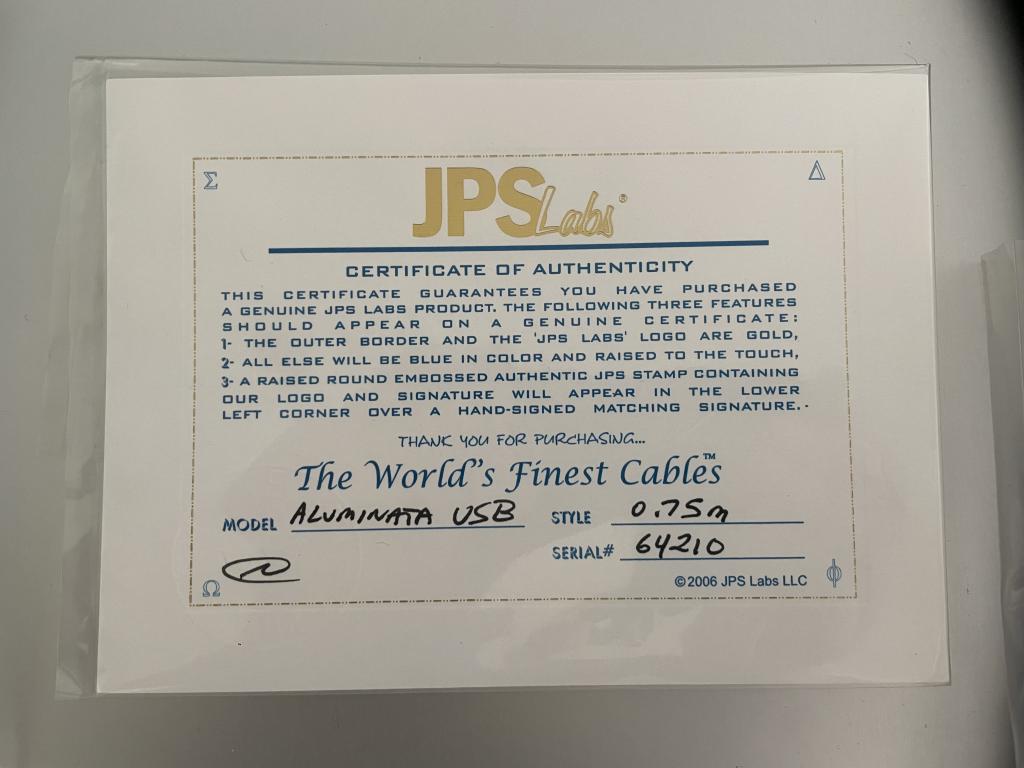 Σ Δ
JPS Labs®
CERTIFICATE OF AUTHENTICITY
THIS CERTIFICATE GUARANTEES YOU HAVE PURCHASED
A GENUINE JPS LABS PRODUCT. THE FOLLOWING THREE FEATURES
SHOULD APPEAR ON A GENUINE CERTIFICATE:
1- THE OUTER BORDER AND THE 'JPS LABS' LOGO ARE GOLD,
2- ALL ELSE WILL BE BLUE IN COLOR AND RAISED TO THE TOUCH,
3- A RAISED ROUND EMBOSSED AUTHENTIC JPS STAMP CONTAINING
OUR LOGO AND SIGNATURE WILL APPEAR IN THE LOWER
LEFT CORNER OVER A HAND-SIGNED MATCHING SIGNATURE.
THANK YOU FOR PURCHASING...
The World"s Finest Cables™
MODEL ALUMINATA USB STYLE 0.75m
SERIAL# 64210
Ω ©2006 JPS Labs LLC Φ